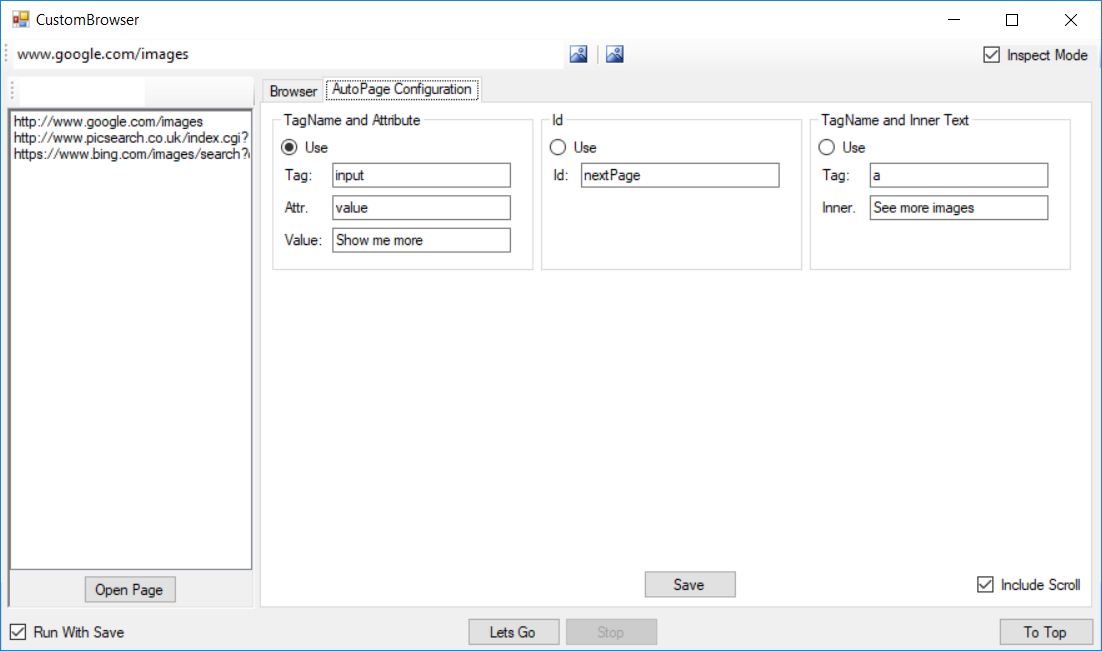 CustomBrowser
www.google.com/images
Inspect Mode
http://www.google.com/images
http://www.picsearch.co.uk/index.cgi?
https://www.bing.com/images/search?
Open Page
Browser
AutoPage Configuration
TagName and Attribute
Use
Tag:
input
Attr.
value
Value:
Show me more
Id
Use
Id:
nextPage
TagName and Inner Text
Use
Tag:
a
Inner.
See more images
Save
Include Scroll
Run With Save
Lets Go
Stop
To Top